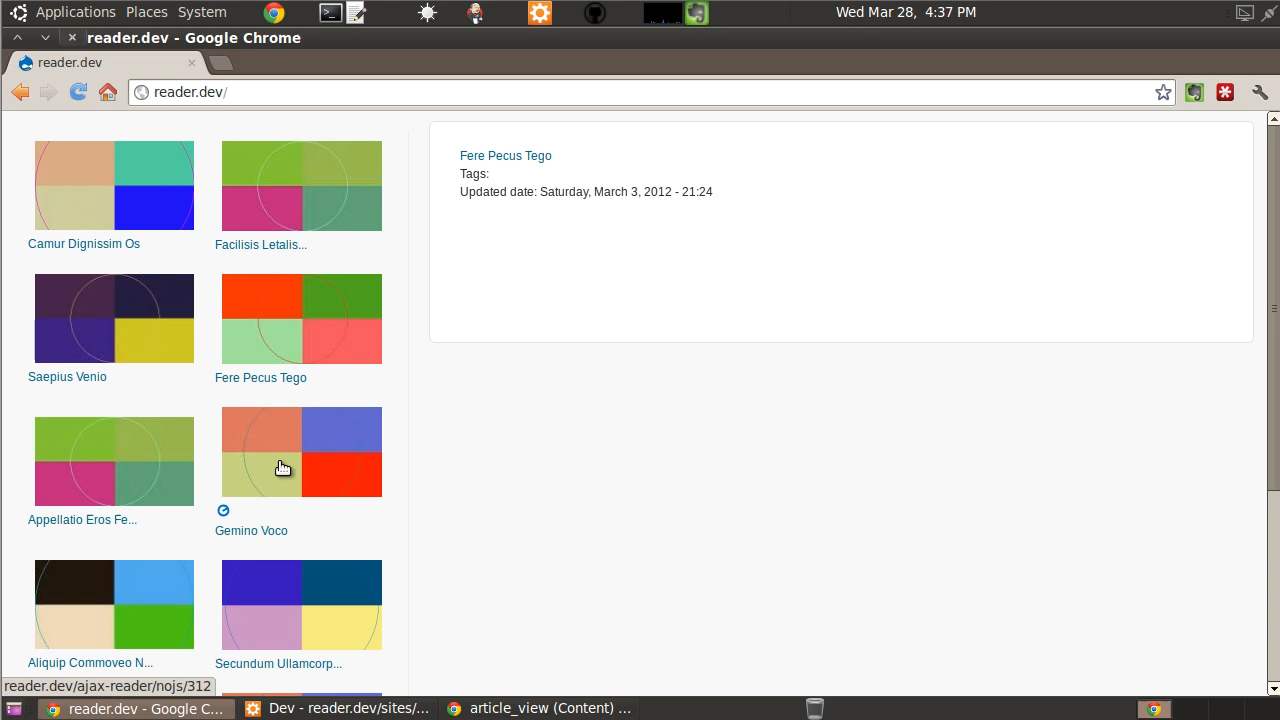 Applications Places System
Wed Mar 28, 4:37 PM
reader.dev - Google Chrome
reader.dev
reader.dev/
Camur Dignissim Os
Facilisis Letalis...
Saepius Venio
Fere Pecus Tego
Appellatio Eros Fe...
Gemino Voco
Aliquip Commoveo N...
Secundum Ullamcorp...
Fere Pecus Tego
Tags:
Updated date: Saturday, March 3, 2012 - 21:24
reader.dev/ajax-reader/nojs/312
reader.dev - Google C...
Dev - reader.dev/sites/...
article_view (Content) ...